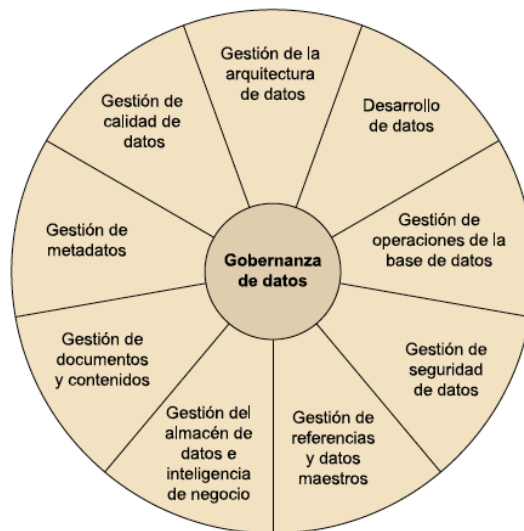 Gestión de la
arquitectura
de datos
Desarrollo
de datos
Gestión de
operaciones de la
base de datos
Gestión de
seguridad
de datos
Gestión de
referencias
y datos
maestros
Gestión del
almacén de
datos e
inteligencia
de negocio
Gestión de
documentos
y contenidos
Gestión de
metadatos
Gestión de
calidad de
datos
Gobernanza
de datos